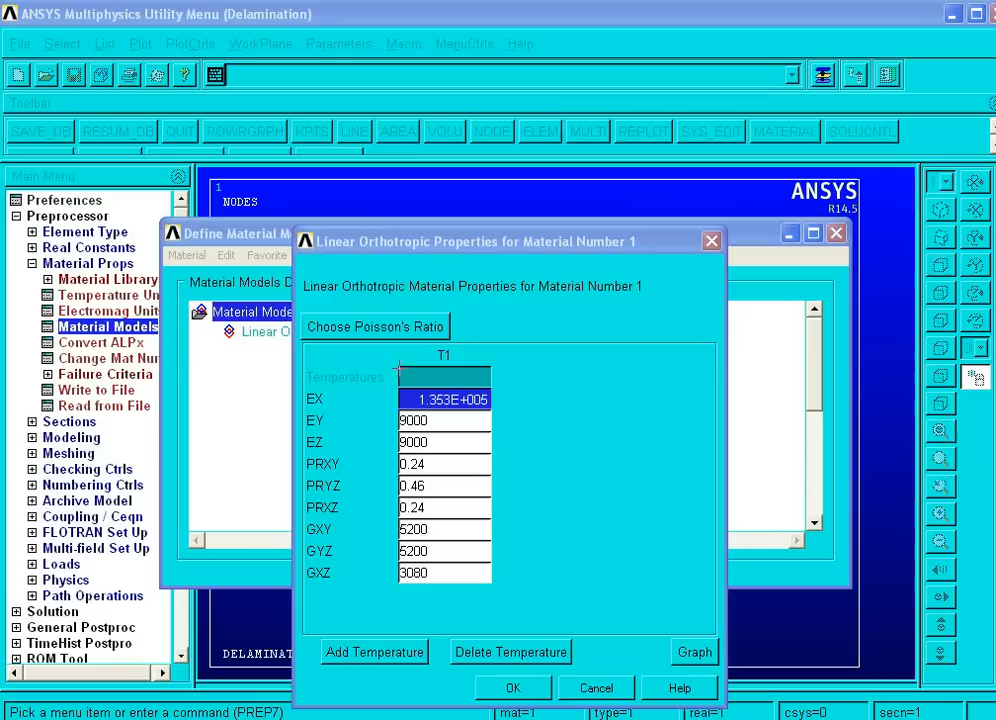 ANSYS Multiphysics Utility Menu (Delamination)
File Select List Plot PlotCtrls WorkPlane Parameters Macro MenuCtrls Help
Toolbar
SAVE_DB RESUM_DB QUIT POWRGRPH KPTS LINE AREA VOLU NODE ELEM MULTI REPLOT SYS_EDIT MATERIAL SOLUCNTL
Main Menu
Preferences
Preprocessor
Element Type
Real Constants
Material Props
Material Library
Temperature Un
Electromag Unit
Material Models
Convert ALPx
Change Mat Num
Failure Criteria
Write to File
Read from File
Sections
Modeling
Meshing
Checking Ctrls
Numbering Ctrls
Archive Model
Coupling / Ceqn
FLOTRAN Set Up
Multi-field Set Up
Loads
Physics
Path Operations
Solution
General Postproc
TimeHist Postpro
ROM Tool
1
NODES
ANSYS
R14.5
DELAMINAT
Define Material M
Material Edit Favorite
Material Models D
Material Mode
Linear O
Linear Orthotropic Properties for Material Number 1
Linear Orthotropic Material Properties for Material Number 1
Choose Poisson's Ratio
T1
Temperatures
EX 1.353E+005
EY 9000
EZ 9000
PRXY 0.24
PRYZ 0.46
PRXZ 0.24
GXY 5200
GYZ 5200
GXZ 3080
Add Temperature Delete Temperature Graph
OK Cancel Help
Pick a menu item or enter a command (PREP7) mat=1 type=1 real=1 csys=0 secn=1